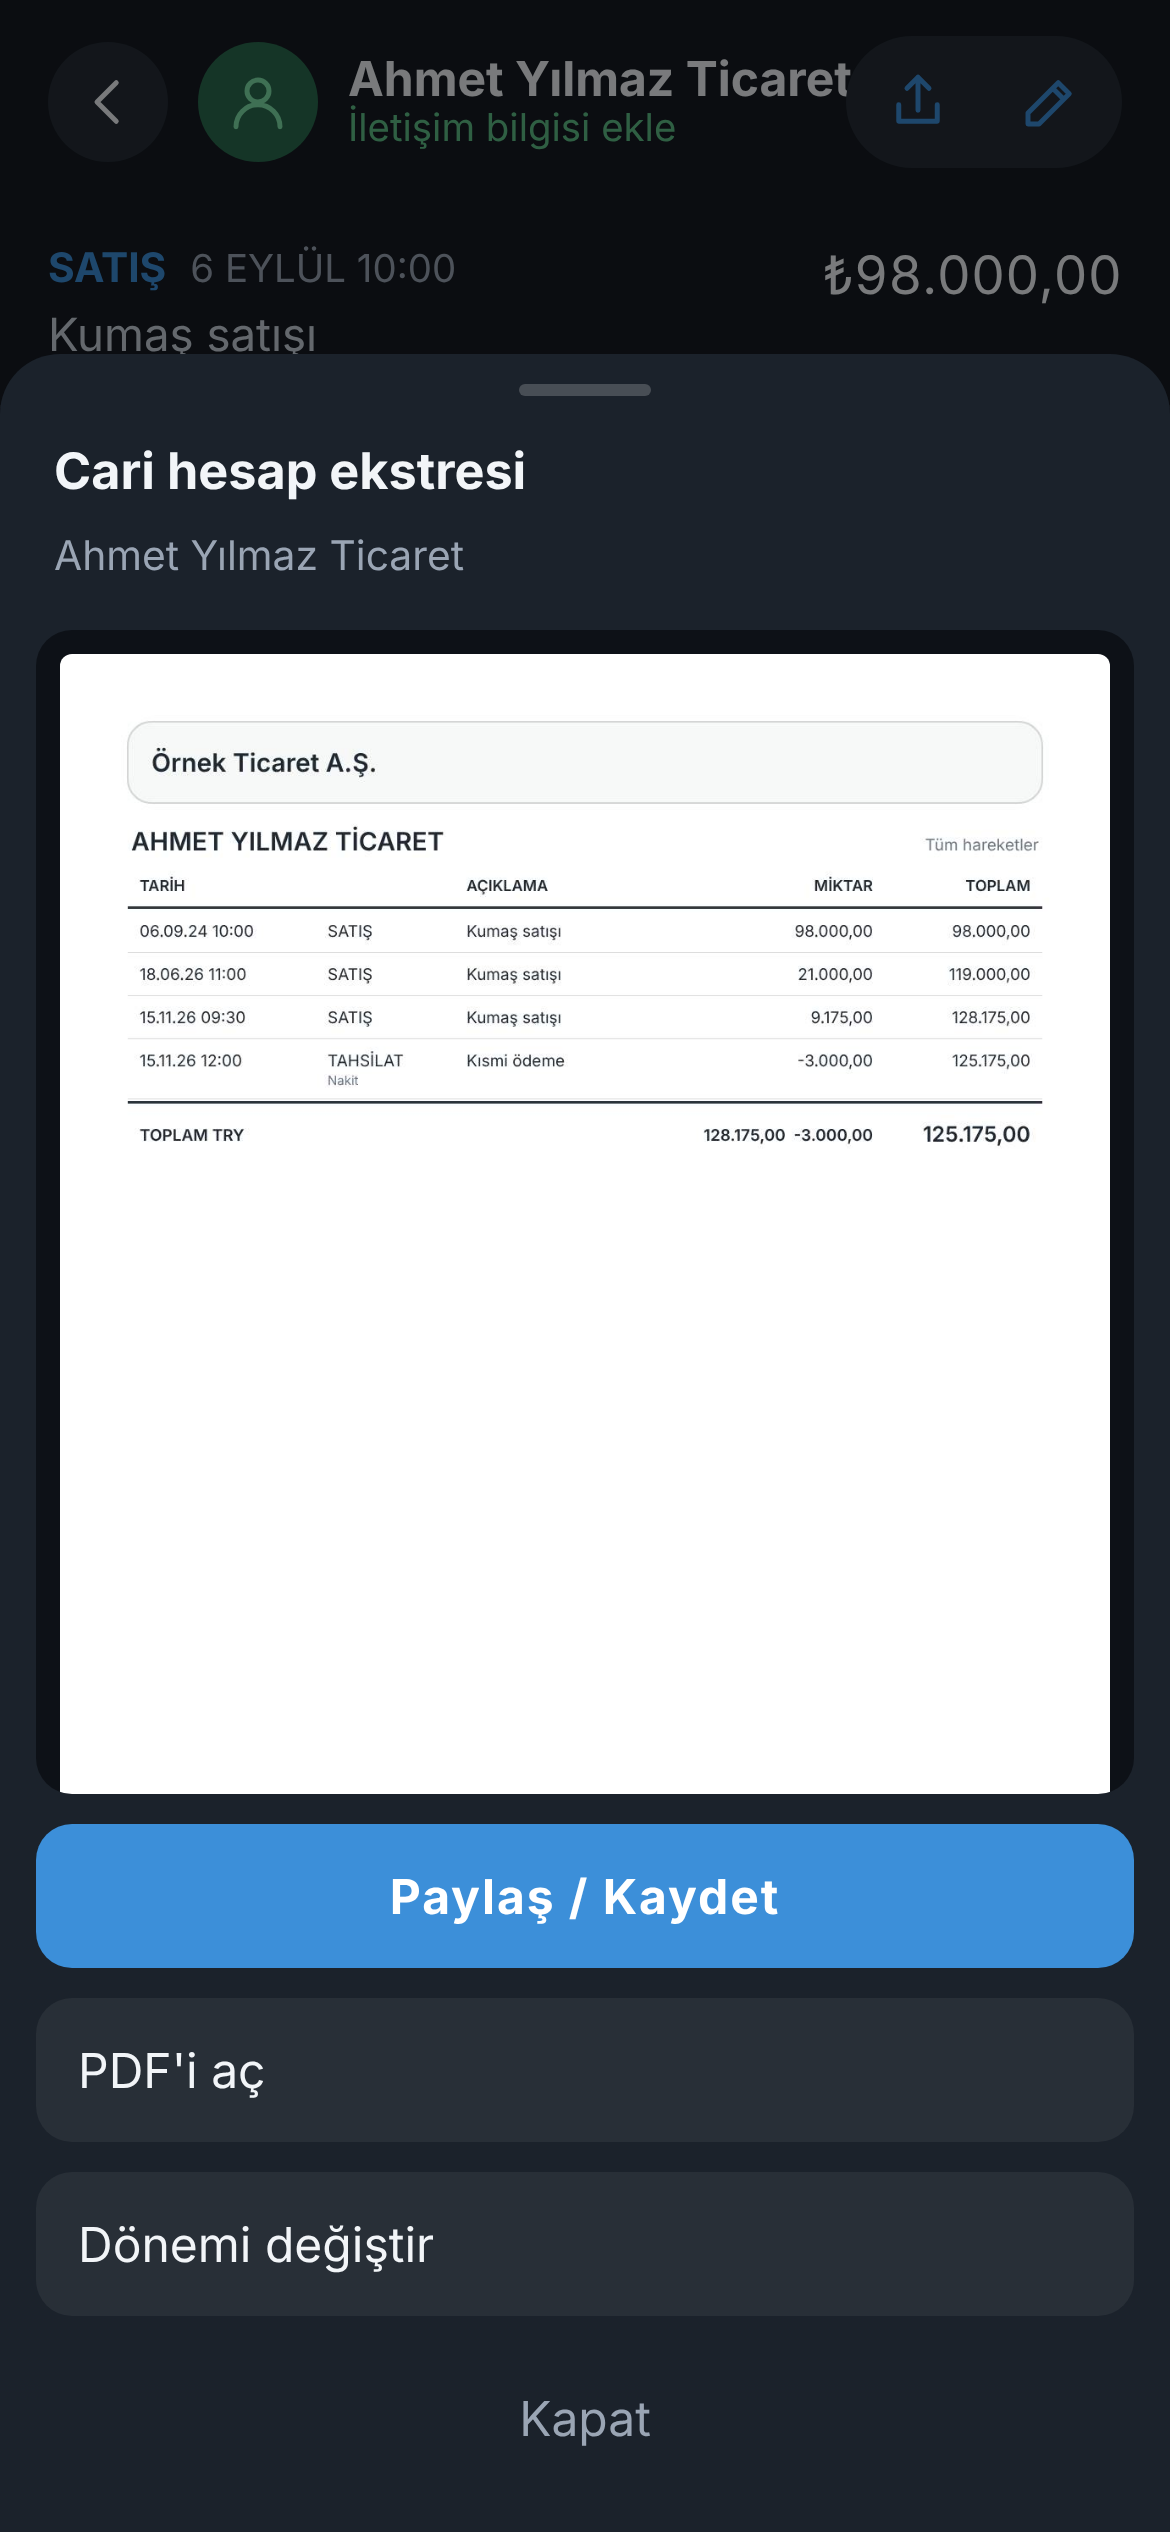 Ahmet Yılmaz Ticaret
İletişim bilgisi ekle
SATIŞ 6 EYLÜL 10:00 ₺98.000,00
Kumaş satışı
Cari hesap ekstresi
Ahmet Yılmaz Ticaret
Örnek Ticaret A.Ş.
AHMET YILMAZ TİCARET Tüm hareketler
TARİH AÇIKLAMA MİKTAR TOPLAM
06.09.24 10:00 SATIŞ Kumaş satışı 98.000,00 98.000,00
18.06.26 11:00 SATIŞ Kumaş satışı 21.000,00 119.000,00
15.11.26 09:30 SATIŞ Kumaş satışı 9.175,00 128.175,00
15.11.26 12:00 TAHSİLAT Kısmi ödeme -3.000,00 125.175,00
Nakit
TOPLAM TRY 128.175,00 -3.000,00 125.175,00
Paylaş / Kaydet
PDF'i aç
Dönemi değiştir
Kapat